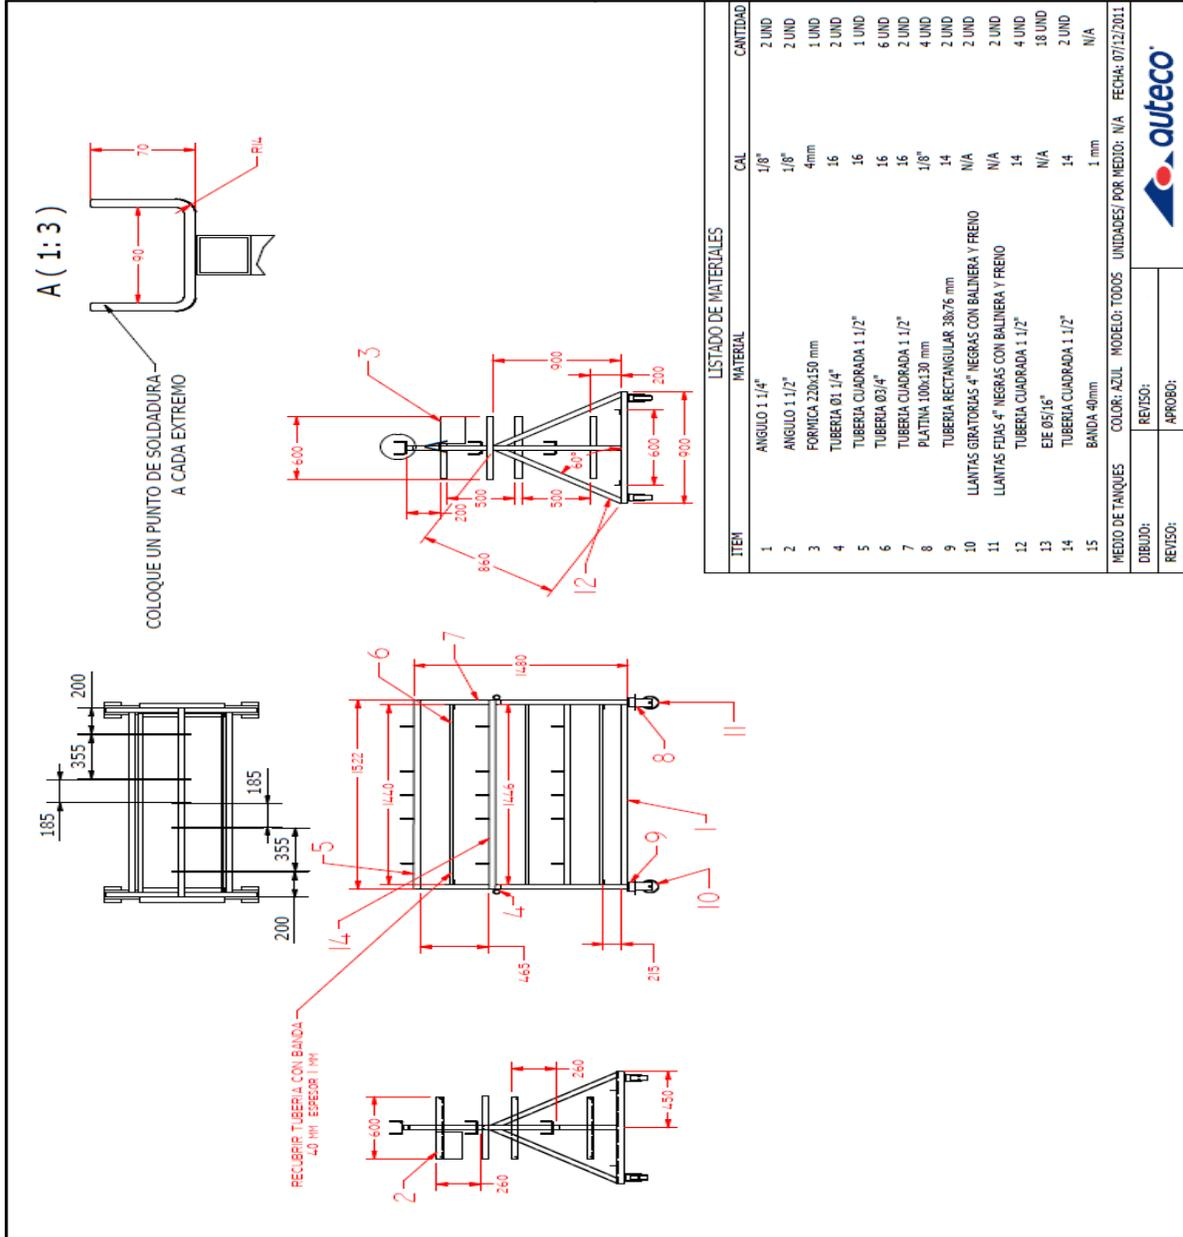 A ( 1: 3 )
70
90
R14
COLOQUE UN PUNTO DE SOLDADURA
A CADA EXTREMO
200
355
185
185
355
200
RECUBRIR TUBERIA CON BANDA
40 MM ESPESOR 1 MM
600
2
260
260
450
5
14
6
7
1522
1440
1446
1480
465
4
215
9
10
1
8
11
3
600
900
200
500
500
200
60°
600
900
860
12
LISTADO DE MATERIALES
ITEM MATERIAL CAL CANTIDAD
1 ANGULO 1 1/4" 1/8" 2 UND
2 ANGULO 1 1/2" 1/8" 2 UND
3 FORMICA 220x150 mm 4mm 1 UND
4 TUBERIA Ø1 1/4" 16 2 UND
5 TUBERIA CUADRADA 1 1/2" 16 1 UND
6 TUBERIA Ø3/4" 16 6 UND
7 TUBERIA CUADRADA 1 1/2" 16 2 UND
8 PLATINA 100x130 mm 1/8" 4 UND
9 TUBERIA RECTANGULAR 38x76 mm 14 2 UND
10 LLANTAS GIRATORIAS 4" NEGRAS CON BALINERA Y FRENO N/A 2 UND
11 LLANTAS FIJAS 4" NEGRAS CON BALINERA Y FRENO N/A 2 UND
12 TUBERIA CUADRADA 1 1/2" 14 4 UND
13 EJE Ø5/16" N/A 18 UND
14 TUBERIA CUADRADA 1 1/2" 14 2 UND
15 BANDA 40mm 1 mm N/A
MEDIO DE TANQUES COLOR: AZUL MODELO: TODOS UNIDADES/ POR MEDIO: N/A FECHA: 07/12/2011
DIBUJO: REVISO:
REVISO: APROBO:
auteco